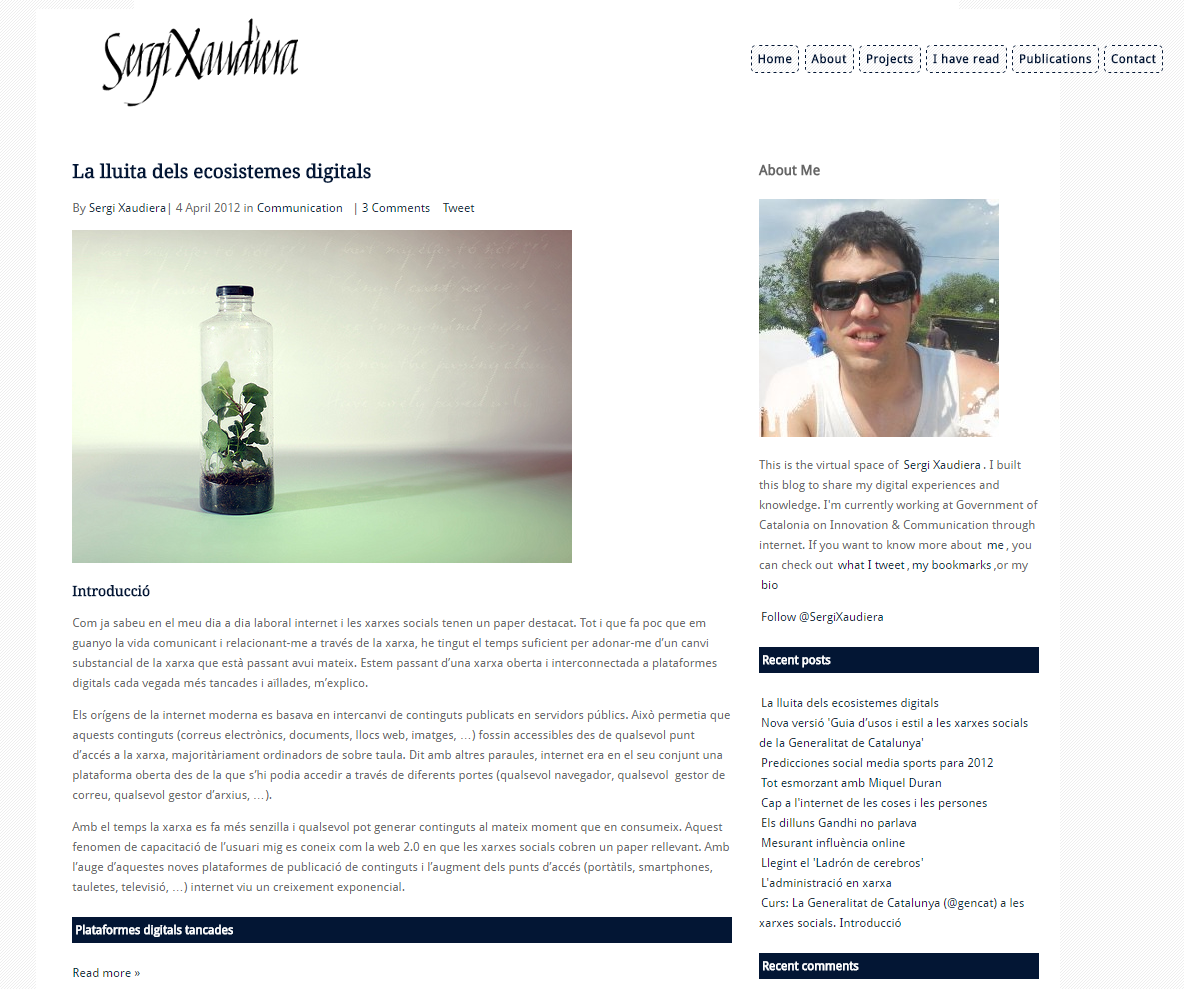 Sergi Xaudiera
Home About Projects I have read Publications Contact
La lluita dels ecosistemes digitals
By Sergi Xaudiera| 4 April 2012 in Communication | 3 Comments Tweet
Introducció
Com ja sabeu en el meu dia a dia laboral internet i les xarxes socials tenen un paper destacat. Tot i que fa poc que em
guanyo la vida comunicant i relacionant-me a través de la xarxa, he tingut el temps suficient per adonar-me d’un canvi
substancial de la xarxa que està passant avui mateix. Estem passant d’una xarxa oberta i interconnectada a plataformes
digitals cada vegada més tancades i aïllades, m’explico.
Els orígens de la internet moderna es basava en intercanvi de continguts publicats en servidors públics. Això permetia que
aquests continguts (correus electrònics, documents, llocs web, imatges, …) fossin accessibles des de qualsevol punt
d’accés a la xarxa, majoritàriament ordinadors de sobre taula. Dit amb altres paraules, internet era en el seu conjunt una
plataforma oberta des de la que s’hi podia accedir a través de diferents portes (qualsevol navegador, qualsevol gestor de
correu, qualsevol gestor d’arxius, …).
Amb el temps la xarxa es fa més senzilla i qualsevol pot generar continguts al mateix moment que en consumeix. Aquest
fenomen de capacitació de l’usuari mig es coneix com la web 2.0 en que les xarxes socials cobren un paper rellevant. Amb
l’auge d’aquestes noves plataformes de publicació de continguts i l’augment dels punts d’accés (portàtils, smartphones,
tauletes, televisió, …) internet viu un creixement exponencial.
Plataformes digitals tancades
Read more »
About Me
This is the virtual space of Sergi Xaudiera . I built
this blog to share my digital experiences and
knowledge. I'm currently working at Government of
Catalonia on Innovation & Communication through
internet. If you want to know more about me , you
can check out what I tweet , my bookmarks ,or my
bio
Follow @SergiXaudiera
Recent posts
La lluita dels ecosistemes digitals
Nova versió 'Guia d’usos i estil a les xarxes socials
de la Generalitat de Catalunya'
Predicciones social media sports para 2012
Tot esmorzant amb Miquel Duran
Cap a l'internet de les coses i les persones
Els dilluns Gandhi no parlava
Mesurant influència online
Llegint el 'Ladrón de cerebros'
L'administració en xarxa
Curs: La Generalitat de Catalunya (@gencat) a les
xarxes socials. Introducció
Recent comments